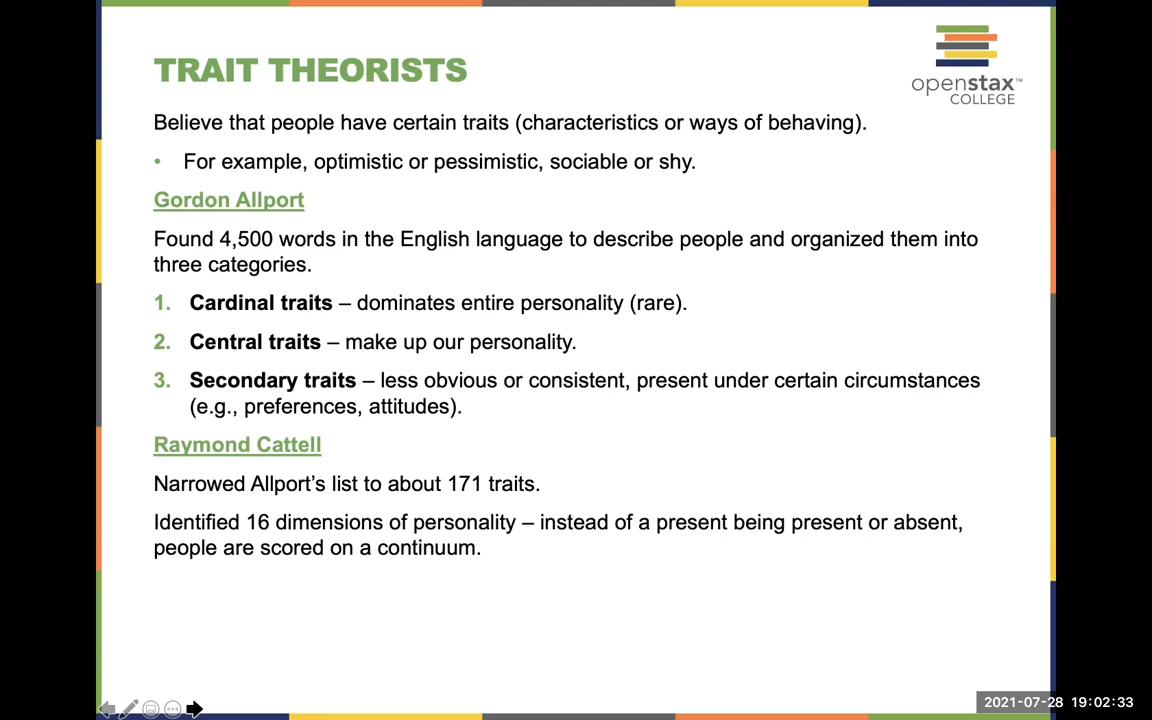 TRAIT THEORISTS
openstax™
COLLEGE
Believe that people have certain traits (characteristics or ways of behaving).
• For example, optimistic or pessimistic, sociable or shy.
Gordon Allport
Found 4,500 words in the English language to describe people and organized them into
three categories.
1. Cardinal traits – dominates entire personality (rare).
2. Central traits – make up our personality.
3. Secondary traits – less obvious or consistent, present under certain circumstances
(e.g., preferences, attitudes).
Raymond Cattell
Narrowed Allport’s list to about 171 traits.
Identified 16 dimensions of personality – instead of a present being present or absent,
people are scored on a continuum.
2021-07-28 19:02:33